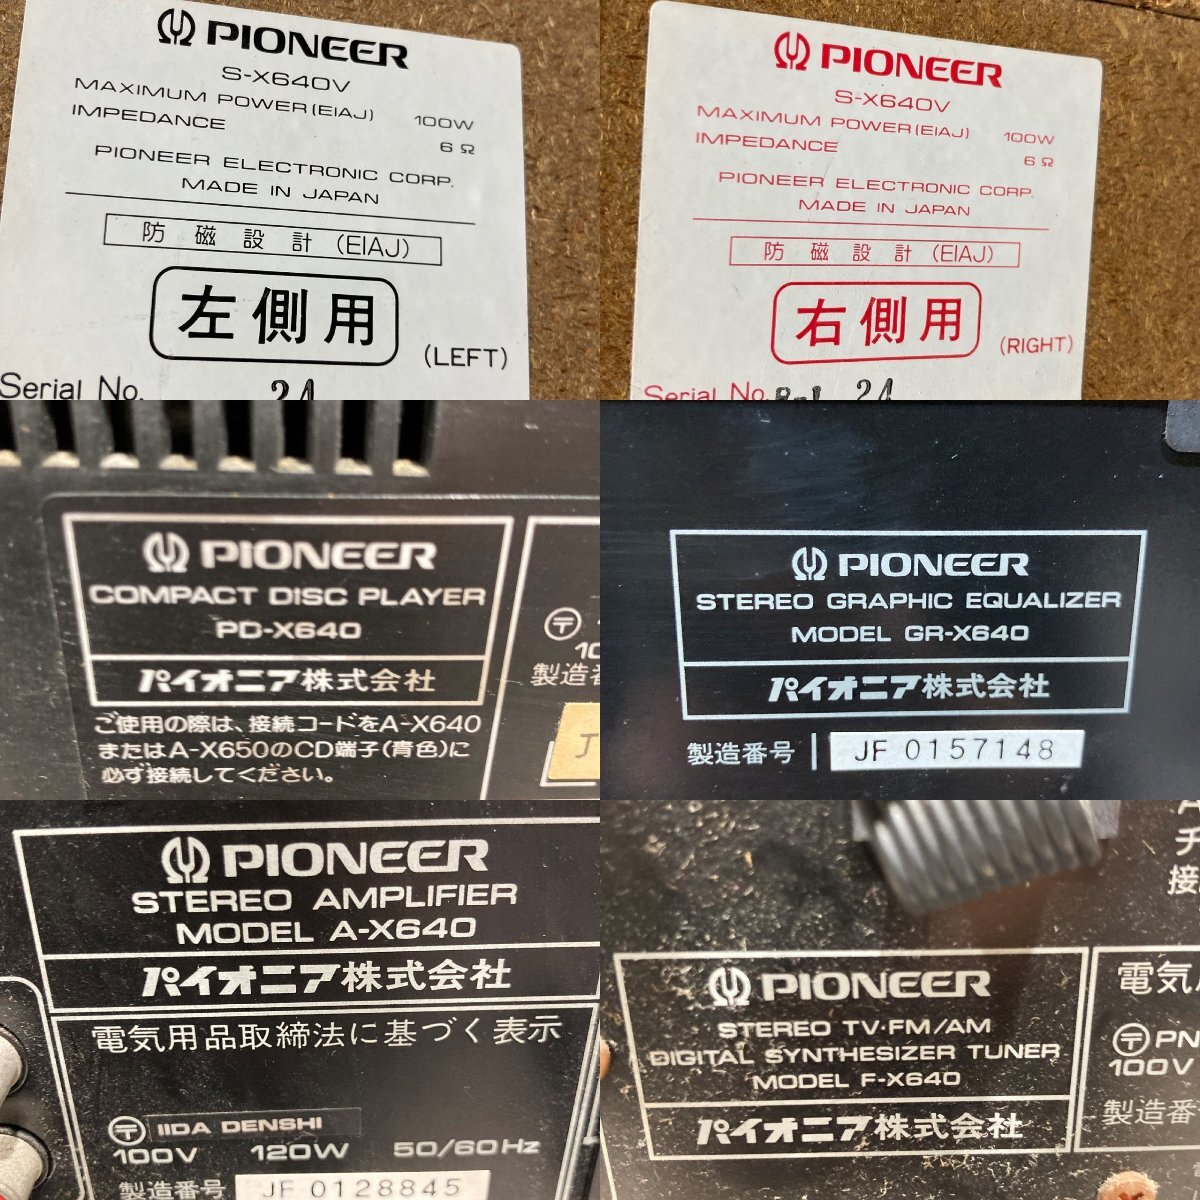 PIONEER
S-X640V
MAXIMUM POWER (EIAJ) 100W
IMPEDANCE 6 Ω
PIONEER ELECTRONIC CORP.
MADE IN JAPAN
防磁設計 (EIAJ)
左側用
(LEFT)
Serial No. 24
PIONEER
S-X640V
MAXIMUM POWER (EIAJ) 100W
IMPEDANCE 6 Ω
PIONEER ELECTRONIC CORP.
MADE IN JAPAN
防磁設計 (EIAJ)
右側用
(RIGHT)
Serial No. 24
PIONEER
COMPACT DISC PLAYER
PD-X640
パイオニア株式会社
ご使用の際は、接続コードをA-X640
またはA-X650のCD端子(青色)に
必ず接続してください。
〒
製造番
J
PIONEER
STEREO GRAPHIC EQUALIZER
MODEL GR-X640
パイオニア株式会社
製造番号 JF 0157148
PIONEER
STEREO AMPLIFIER
MODEL A-X640
パイオニア株式会社
電気用品取締法に基づく表示
〒 IIDA DENSHI
100V 120W 50/60Hz
製造番号 JF 0128845
チ
接
PIONEER
STEREO TV·FM/AM
DIGITAL SYNTHESIZER TUNER
MODEL F-X640
パイオニア株式会社
電気
〒 PN
100V
製造番号